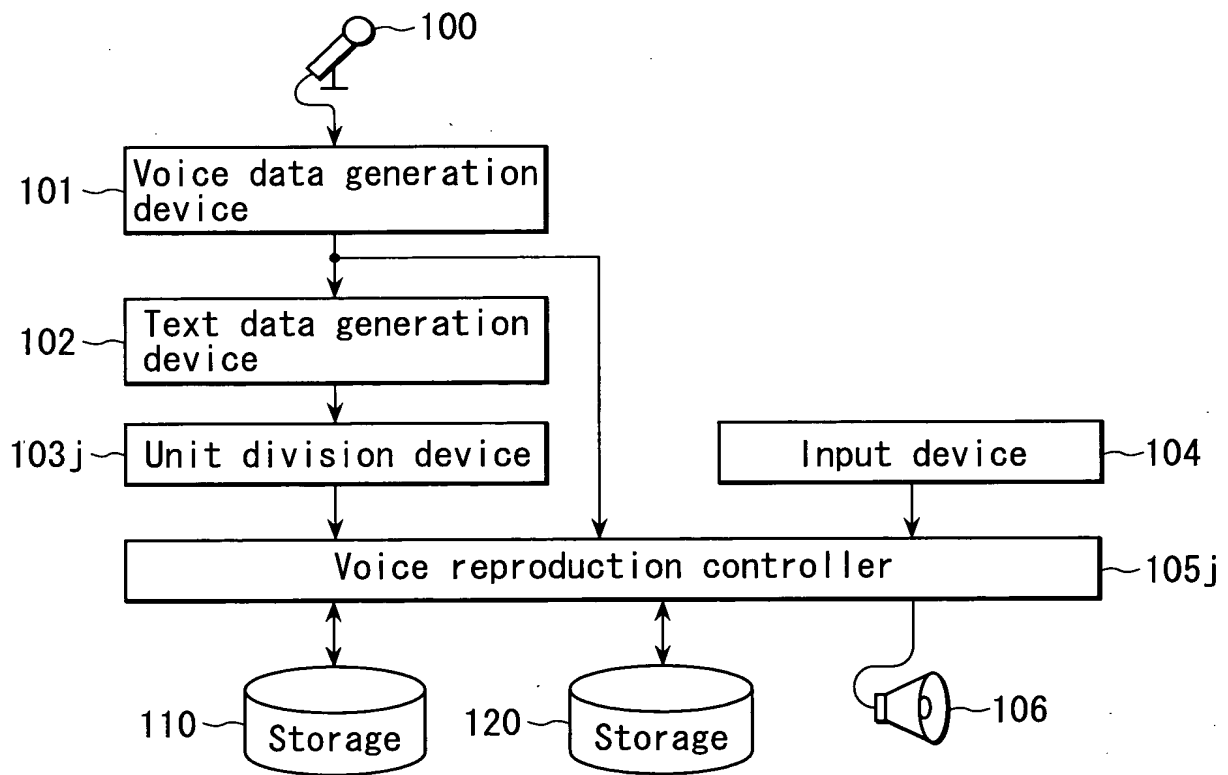 100
101
Voice data generation
device
102
Text data generation
device
103j
Unit division device
Input device
104
Voice reproduction controller
105j
110
Storage
120
Storage
106